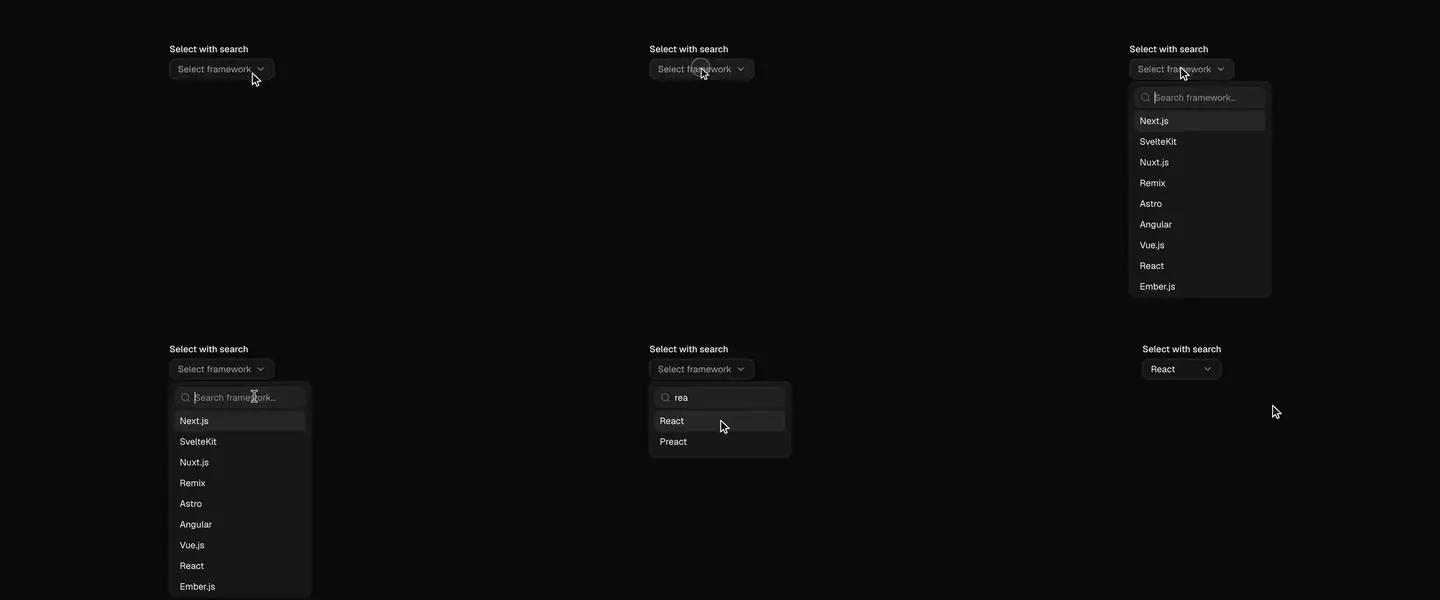 Select with search
Select framework
Select with search
Select framework
Select with search
Select framework
Search framework...
Next.js
SvelteKit
Nuxt.js
Remix
Astro
Angular
Vue.js
React
Ember.js
Select with search
Select framework
Search framework...
Next.js
SvelteKit
Nuxt.js
Remix
Astro
Angular
Vue.js
React
Ember.js
Select with search
Select framework
rea
React
Preact
Select with search
React